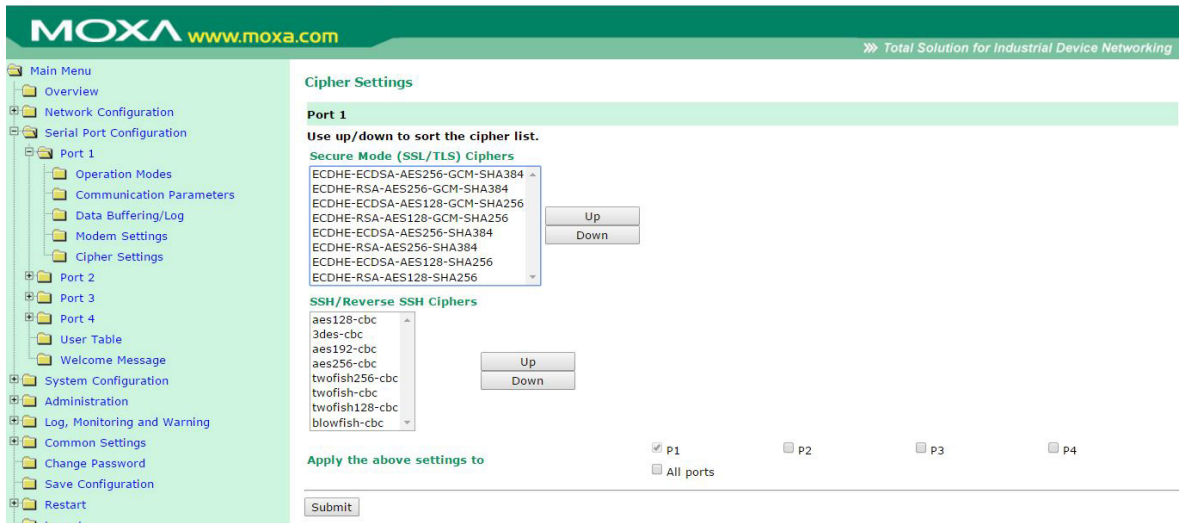 MOXA www.moxa.com
Total Solution for Industrial Device Networking
Main Menu
Overview
Network Configuration
Serial Port Configuration
Port 1
Operation Modes
Communication Parameters
Data Buffering/Log
Modem Settings
Cipher Settings
Port 2
Port 3
Port 4
User Table
Welcome Message
System Configuration
Administration
Log, Monitoring and Warning
Common Settings
Change Password
Save Configuration
Restart
Cipher Settings
Port 1
Use up/down to sort the cipher list.
Secure Mode (SSL/TLS) Ciphers
ECDHE-ECDSA-AES256-GCM-SHA384
ECDHE-RSA-AES256-GCM-SHA384
ECDHE-ECDSA-AES128-GCM-SHA256
ECDHE-RSA-AES128-GCM-SHA256
ECDHE-ECDSA-AES256-SHA384
ECDHE-RSA-AES256-SHA384
ECDHE-ECDSA-AES128-SHA256
ECDHE-RSA-AES128-SHA256
Up
Down
SSH/Reverse SSH Ciphers
aes128-cbc
3des-cbc
aes192-cbc
aes256-cbc
twofish256-cbc
twofish-cbc
twofish128-cbc
blowfish-cbc
Up
Down
Apply the above settings to
P1 P2 P3 P4
All ports
Submit